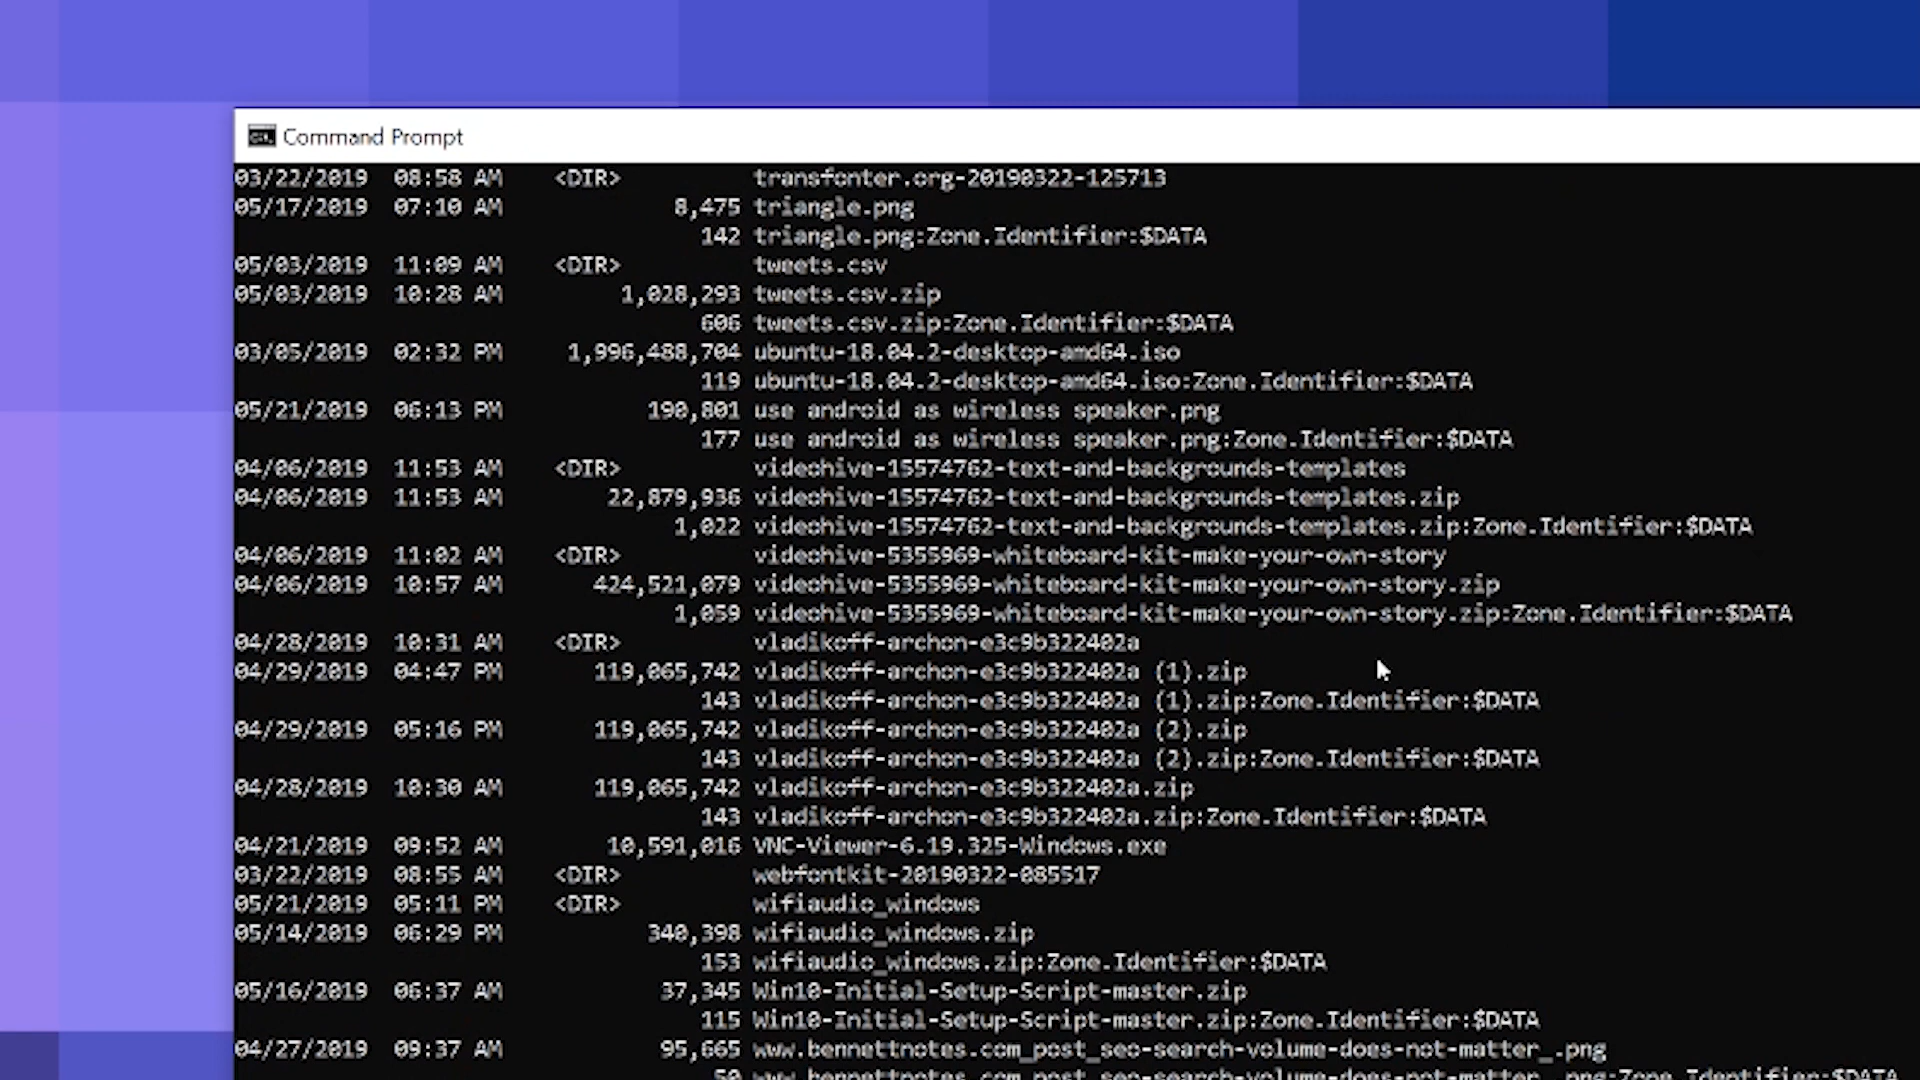 Command Prompt
03/22/2019  08:58 AM    <DIR>          transfonter.org-20190322-125713
05/17/2019  07:10 AM             8,475 triangle.png
                                   142 triangle.png:Zone.Identifier:$DATA
05/03/2019  11:09 AM    <DIR>          tweets.csv
05/03/2019  10:28 AM         1,028,293 tweets.csv.zip
                                   606 tweets.csv.zip:Zone.Identifier:$DATA
03/05/2019  02:32 PM     1,996,488,704 ubuntu-18.04.2-desktop-amd64.iso
                                   119 ubuntu-18.04.2-desktop-amd64.iso:Zone.Identifier:$DATA
05/21/2019  06:13 PM           190,801 use android as wireless speaker.png
                                   177 use android as wireless speaker.png:Zone.Identifier:$DATA
04/06/2019  11:53 AM    <DIR>          videohive-15574762-text-and-backgrounds-templates
04/06/2019  11:53 AM        22,879,936 videohive-15574762-text-and-backgrounds-templates.zip
                                 1,022 videohive-15574762-text-and-backgrounds-templates.zip:Zone.Identifier:$DATA
04/06/2019  11:02 AM    <DIR>          videohive-5355969-whiteboard-kit-make-your-own-story
04/06/2019  10:57 AM       424,521,079 videohive-5355969-whiteboard-kit-make-your-own-story.zip
                                 1,059 videohive-5355969-whiteboard-kit-make-your-own-story.zip:Zone.Identifier:$DATA
04/28/2019  10:31 AM    <DIR>          vladikoff-archon-e3c9b322402a
04/29/2019  04:47 PM       119,065,742 vladikoff-archon-e3c9b322402a (1).zip
                                   143 vladikoff-archon-e3c9b322402a (1).zip:Zone.Identifier:$DATA
04/29/2019  05:16 PM       119,065,742 vladikoff-archon-e3c9b322402a (2).zip
                                   143 vladikoff-archon-e3c9b322402a (2).zip:Zone.Identifier:$DATA
04/28/2019  10:30 AM       119,065,742 vladikoff-archon-e3c9b322402a.zip
                                   143 vladikoff-archon-e3c9b322402a.zip:Zone.Identifier:$DATA
04/21/2019  09:52 AM        10,591,016 VNC-Viewer-6.19.325-Windows.exe
03/22/2019  08:55 AM    <DIR>          webfontkit-20190322-085517
05/21/2019  05:11 PM    <DIR>          wifiaudio_windows
05/14/2019  06:29 PM           340,398 wifiaudio_windows.zip
                                   153 wifiaudio_windows.zip:Zone.Identifier:$DATA
05/16/2019  06:37 AM            37,345 Win10-Initial-Setup-Script-master.zip
                                   115 Win10-Initial-Setup-Script-master.zip:Zone.Identifier:$DATA
04/27/2019  09:37 AM            95,665 www.bennettnotes.com_post_seo-search-volume-does-not-matter_.png
                                    50 www.bennettnotes.com_post_seo-search-volume-does-not-matter_.png:Zone.Identifier:$DATA